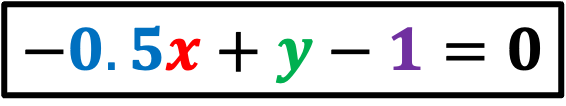 −0.5x + y − 1 = 0